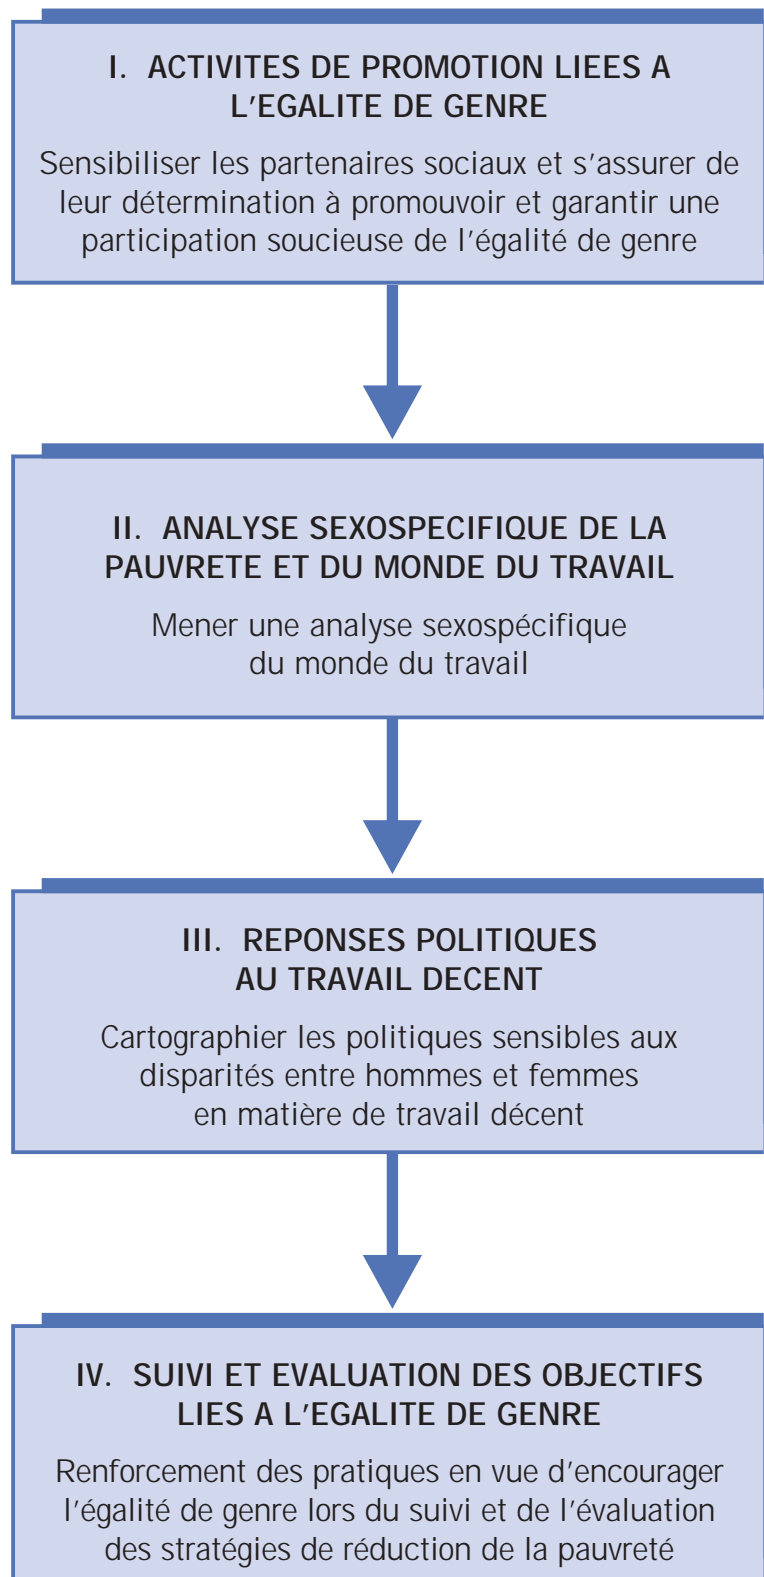 I. ACTIVITES DE PROMOTION LIEES A
L’EGALITE DE GENRE
Sensibiliser les partenaires sociaux et s’assurer de
leur détermination à promouvoir et garantir une
participation soucieuse de l’égalité de genre
II. ANALYSE SEXOSPECIFIQUE DE LA
PAUVRETE ET DU MONDE DU TRAVAIL
Mener une analyse sexospécifique
du monde du travail
III. REPONSES POLITIQUES
AU TRAVAIL DECENT
Cartographier les politiques sensibles aux
disparités entre hommes et femmes
en matière de travail décent
IV. SUIVI ET EVALUATION DES OBJECTIFS
LIES A L’EGALITE DE GENRE
Renforcement des pratiques en vue d’encourager
l’égalité de genre lors du suivi et de l’évaluation
des stratégies de réduction de la pauvreté